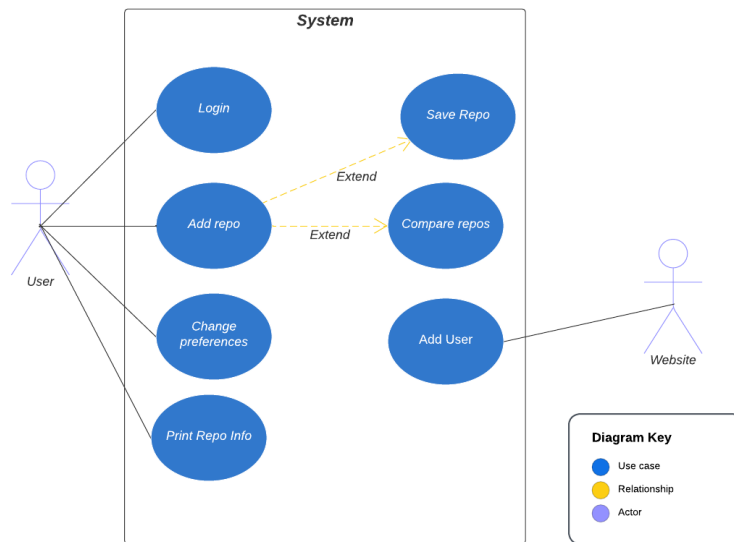 System
Login
Save Repo
Extend
Add repo
Compare repos
Extend
User
Change
preferences
Add User
Website
Print Repo Info
Diagram Key
Use case
Relationship
Actor